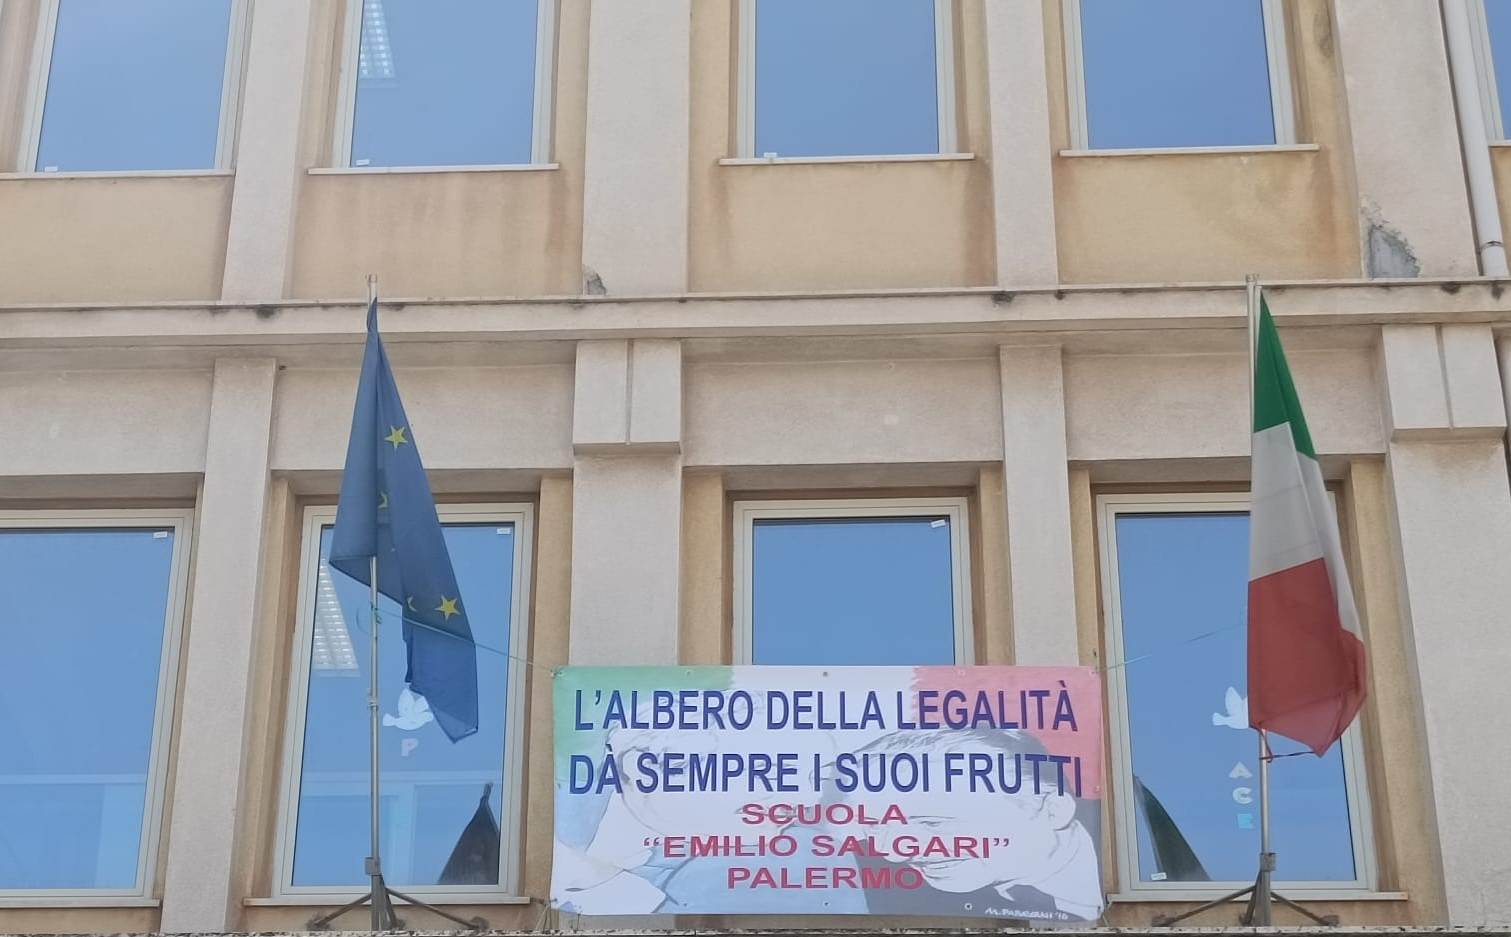 L'ALBERO DELLA LEGALITÀ
DÀ SEMPRE I SUOI FRUTTI
SCUOLA
“EMILIO SALGARI”
PALERMO
P
A
C
E